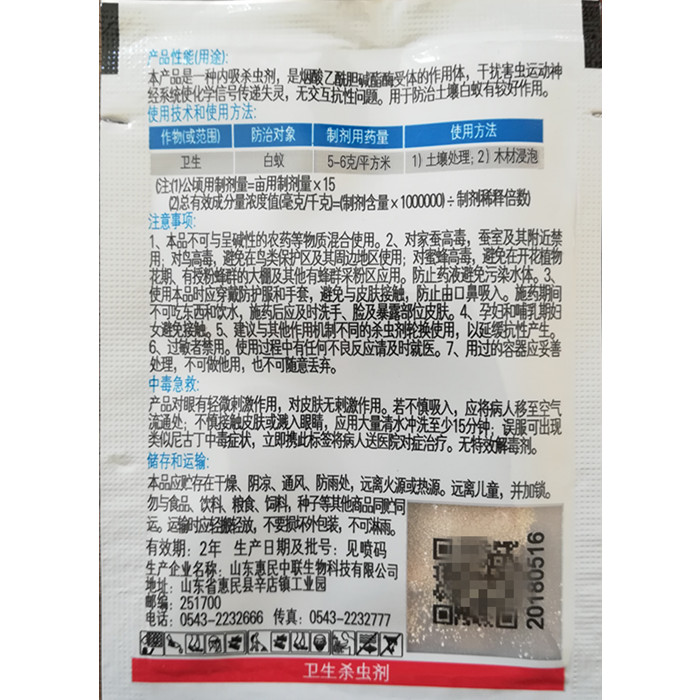 产品性能(用途):
本产品是一种内吸杀虫剂，是烟酸乙酰胆碱酯酶受体的作用体，干扰害虫运动神
经系统使化学信号传递失灵，无交互抗性问题。用于防治土壤白蚁有较好作用。
使用技术和使用方法:
作物(或范围) 防治对象 制剂用药量 使用方法
卫生 白蚁 5-6克/平方米 1) 土壤处理；2) 木材浸泡
(注:(1)公顷用制剂量=亩用制剂量×15
(2)总有效成分量浓度值(毫克/千克)=(制剂含量×1000000)÷制剂稀释倍数)
注意事项:
1、本品不可与呈碱性的农药等物质混合使用。2、对家蚕高毒，蚕室及其附近禁
用；对鸟高毒，避免在鸟类保护区及其周边地区使用；对蜜蜂高毒，避免在开花植物
花期、有授粉蜂群的大棚及其他有蜂群采粉区应用。防止药液避免污染水体。3、
使用本品时应穿戴防护服和手套，避免与皮肤接触，防止由口鼻吸入。施药期间
不可吃东西和饮水，施药后应及时洗手、脸及暴露部位皮肤。4、孕妇和哺乳期妇
女避免接触。5、建议与其他作用机制不同的杀虫剂轮换使用，以延缓抗性产生。
6、过敏者禁用。使用过程中有任何不良反应请及时就医。7、用过的容器应妥善
处理，不可做他用，也不可随意丢弃。
中毒急救:
产品对眼有轻微刺激作用，对皮肤无刺激作用。若不慎吸入，应将病人移至空气
流通处；不慎接触皮肤或溅入眼睛，应用大量清水冲洗至少15分钟；误服可出现
类似尼古丁中毒症状，立即携此标签将病人送医院对症治疗。无特效解毒剂。
储存和运输:
本品应贮存在干燥、阴凉、通风、防雨处，远离火源或热源。远离儿童，并加锁。
勿与食品、饮料、粮食、饲料，种子等其他商品同贮同
运。运输时应轻搬轻放，不要损坏外包装，不可淋雨。
有效期：2年 生产日期及批号：见喷码
生产企业名称：山东惠民中联生物科技有限公司
地址：山东省惠民县辛店镇工业园
邮编：251700
电话：0543-2232666 传真：0543-2232777
20180516
卫生杀虫剂